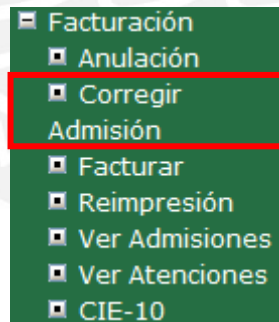 Facturación
Anulación
Corregir
Admisión
Facturar
Reimpresión
Ver Admisiones
Ver Atenciones
CIE-10